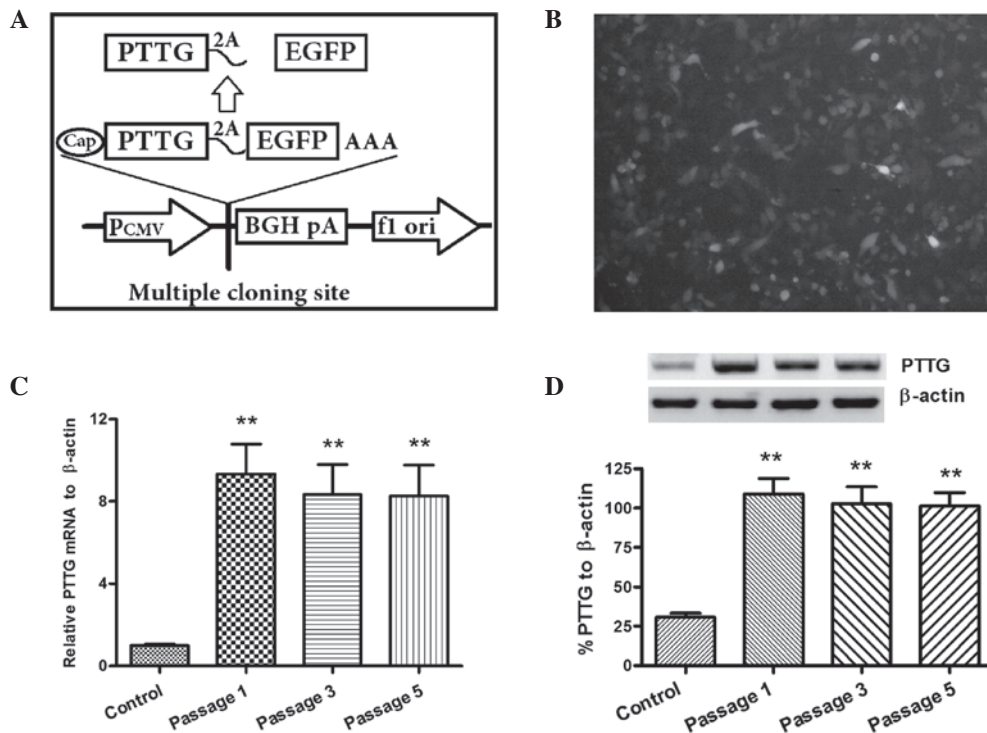 A
2A
PTTG EGFP
2A
Cap PTTG EGFP AAA
PCMV BGH pA f1 ori
Multiple cloning site
B
C
Relative PTTG mRNA to β-actin
12
8
4
0
** ** **
Control Passage 1 Passage 3 Passage 5
D
PTTG
β-actin
% PTTG to β-actin
125
100
75
50
25
0
** ** **
Control Passage 1 Passage 3 Passage 5